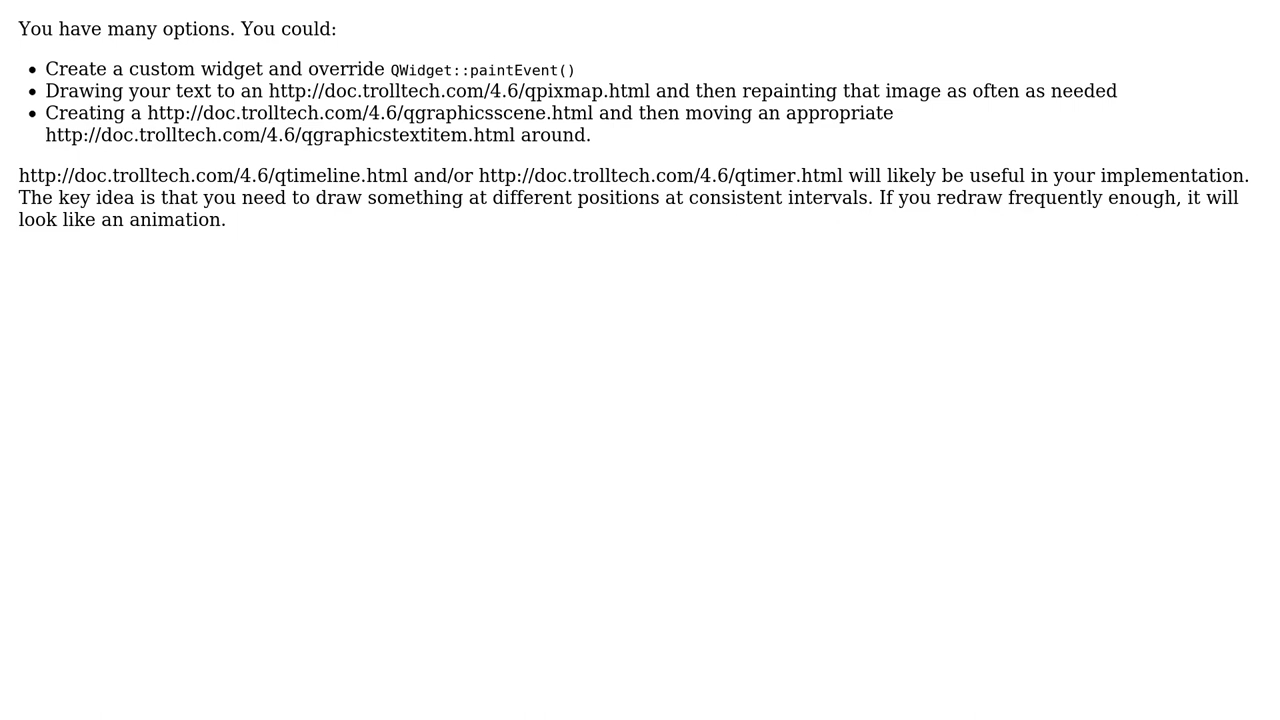 You have many options. You could:
• Create a custom widget and override QWidget::paintEvent()
• Drawing your text to an http://doc.trolltech.com/4.6/qpixmap.html and then repainting that image as often as needed
• Creating a http://doc.trolltech.com/4.6/qgraphicsscene.html and then moving an appropriate
http://doc.trolltech.com/4.6/qgraphicstextitem.html around.
http://doc.trolltech.com/4.6/qtimeline.html and/or http://doc.trolltech.com/4.6/qtimer.html will likely be useful in your implementation.
The key idea is that you need to draw something at different positions at consistent intervals. If you redraw frequently enough, it will
look like an animation.